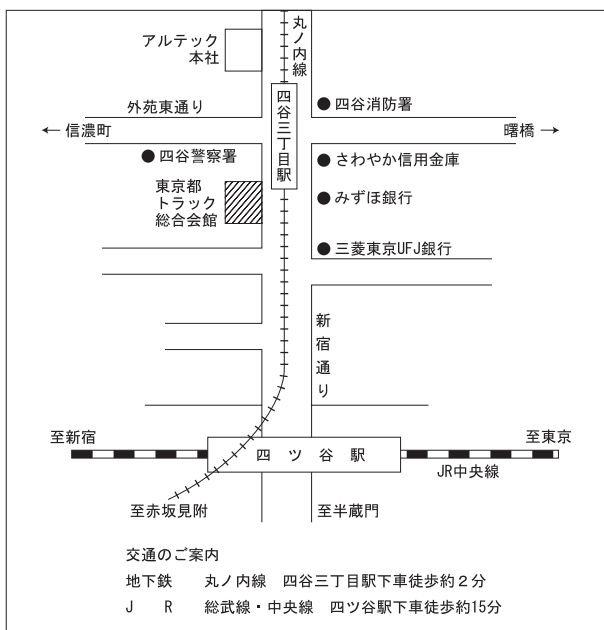 アルテック
本社
丸ノ内線
四谷三丁目駅
四谷消防署
外苑東通り
← 信濃町
曙橋 →
四谷警察署
さわやか信用金庫
東京都
トラック
総合会館
みずほ銀行
三菱東京UFJ銀行
新宿通り
至新宿
至東京
四ツ谷駅
JR中央線
至赤坂見附
至半蔵門
交通のご案内
地下鉄 丸ノ内線 四谷三丁目駅下車徒歩約2分
J R 総武線・中央線 四ツ谷駅下車徒歩約15分